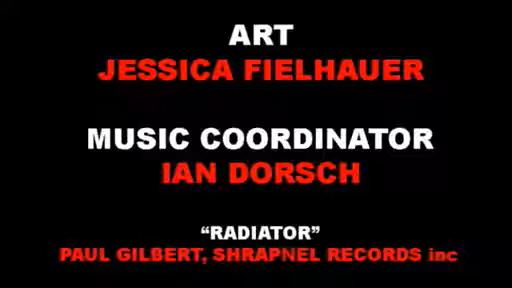 ART
JESSICA FIELHAUER
MUSIC COORDINATOR
IAN DORSCH
“RADIATOR”
PAUL GILBERT, SHRAPNEL RECORDS inc